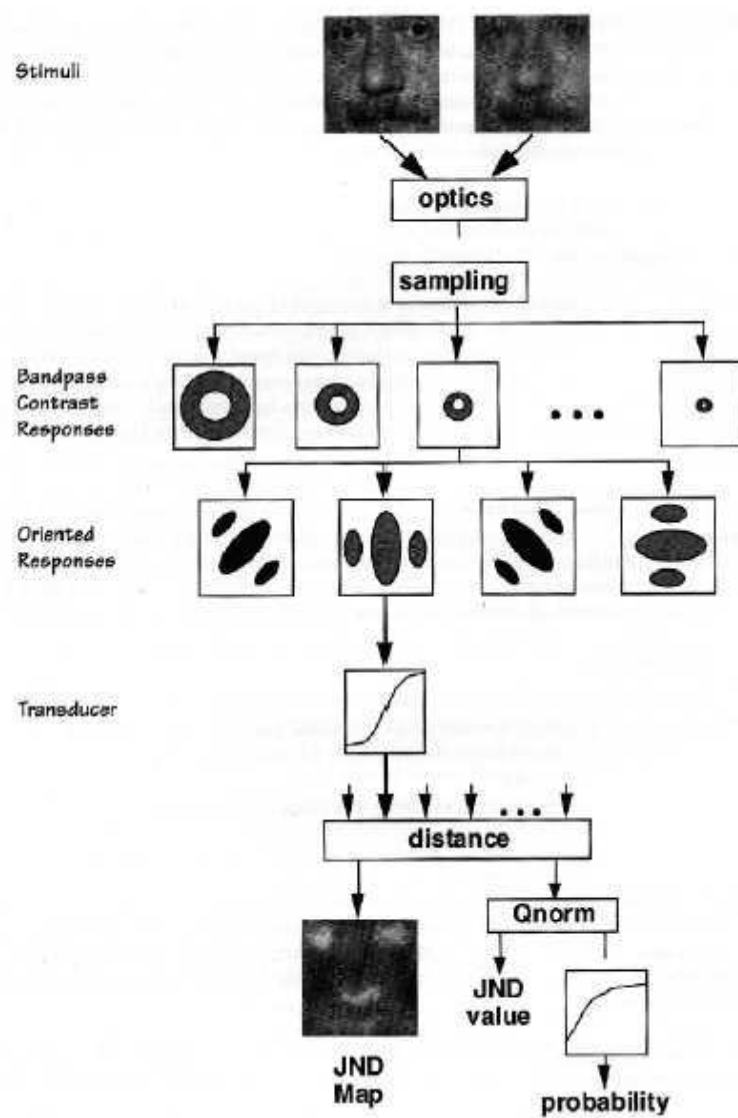 Stimuli
optics
sampling
Bandpass
Contrast
Responses
Oriented
Responses
Transducer
distance
Qnorm
JND
value
JND
Map
probability